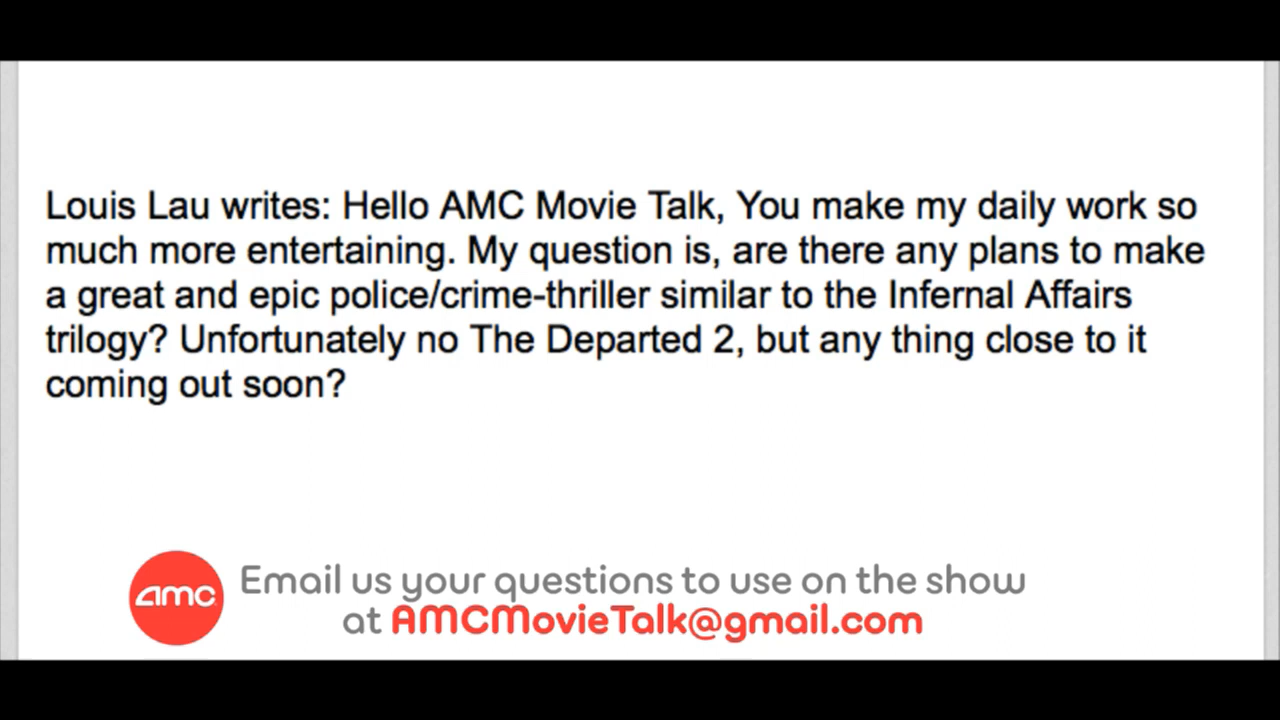 Louis Lau writes: Hello AMC Movie Talk, You make my daily work so
much more entertaining. My question is, are there any plans to make
a great and epic police/crime-thriller similar to the Infernal Affairs
trilogy? Unfortunately no The Departed 2, but any thing close to it
coming out soon?
amc
Email us your questions to use on the show
at AMCMovieTalk@gmail.com